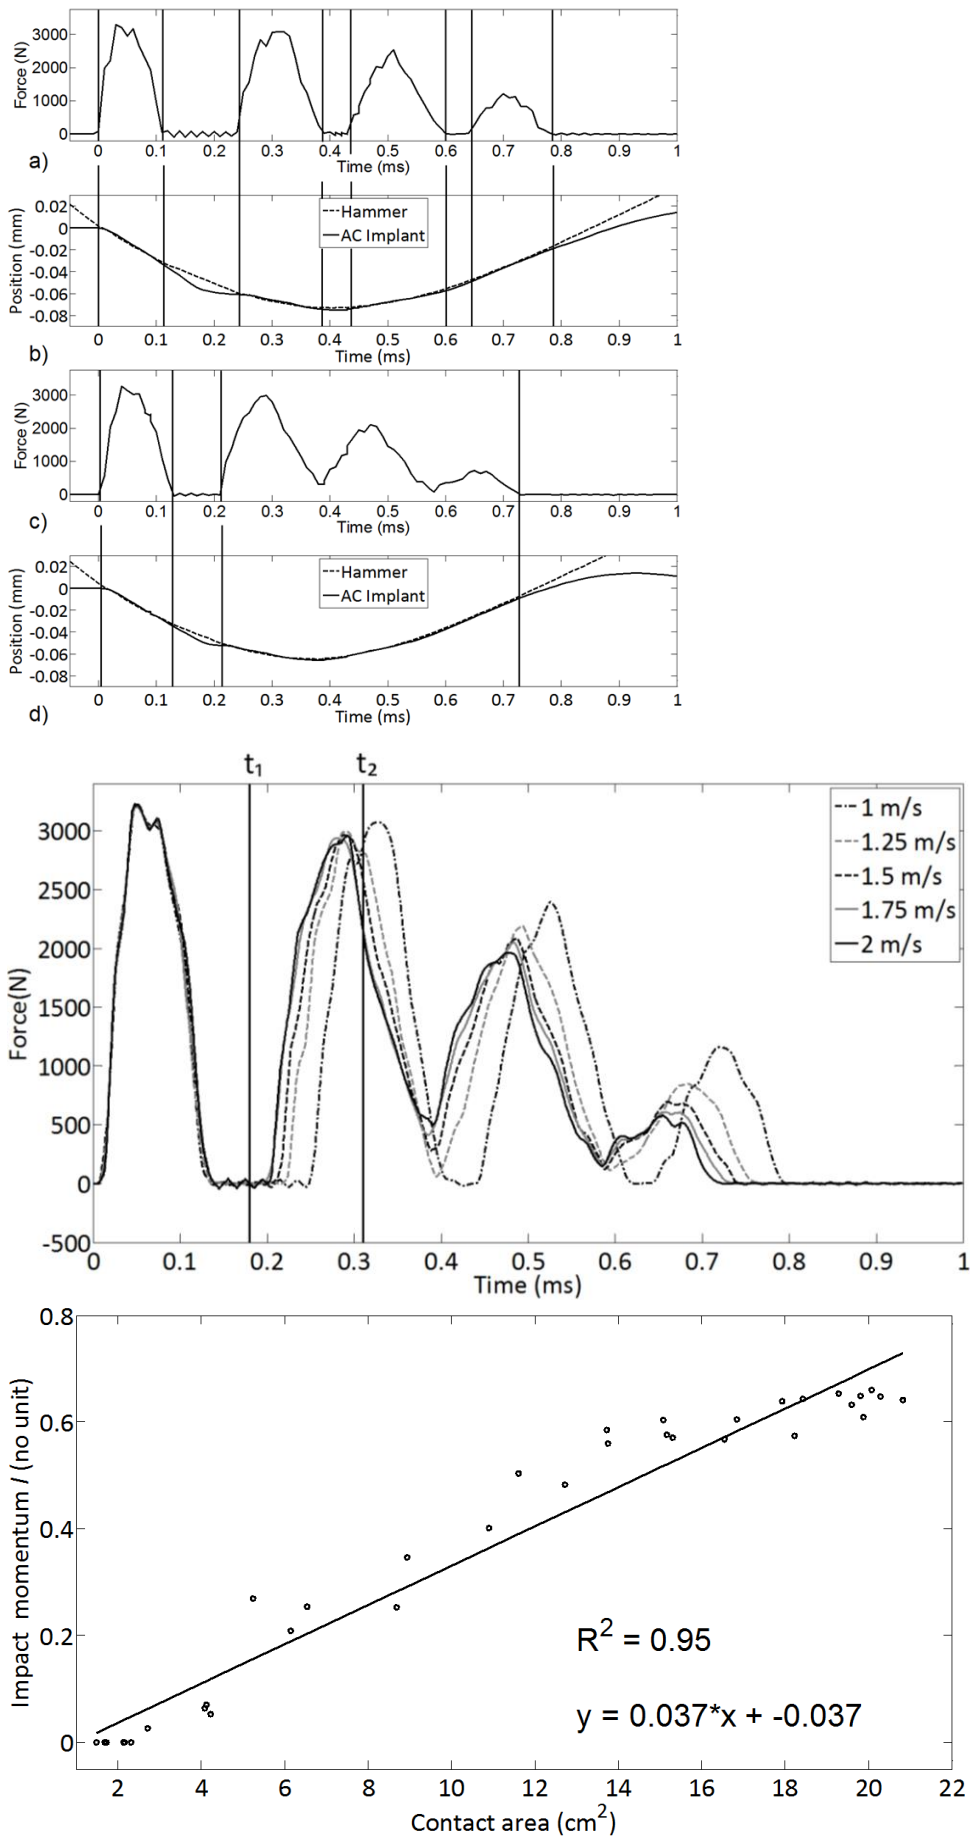 Force (N)
3000
2000
1000
0
0 0.1 0.2 0.3 0.4 0.5 0.6 0.7 0.8 0.9 1
Time (ms)
a)
Position (mm)
0.02
0
-0.02
-0.04
-0.06
-0.08
Hammer
AC Implant
0 0.1 0.2 0.3 0.4 0.5 0.6 0.7 0.8 0.9 1
Time (ms)
b)
Force (N)
3000
2000
1000
0
0 0.1 0.2 0.3 0.4 0.5 0.6 0.7 0.8 0.9 1
Time (ms)
c)
Position (mm)
0.02
0
-0.02
-0.04
-0.06
-0.08
Hammer
AC Implant
0 0.1 0.2 0.3 0.4 0.5 0.6 0.7 0.8 0.9 1
Time (ms)
d)
t₁ t₂
Force(N)
3000
2500
2000
1500
1000
500
0
-500
1 m/s
1.25 m/s
1.5 m/s
1.75 m/s
2 m/s
0 0.1 0.2 0.3 0.4 0.5 0.6 0.7 0.8 0.9 1
Time (ms)
Impact momentum I (no unit)
0.8
0.6
0.4
0.2
0
R² = 0.95
y = 0.037*x + -0.037
2 4 6 8 10 12 14 16 18 20 22
Contact area (cm²)